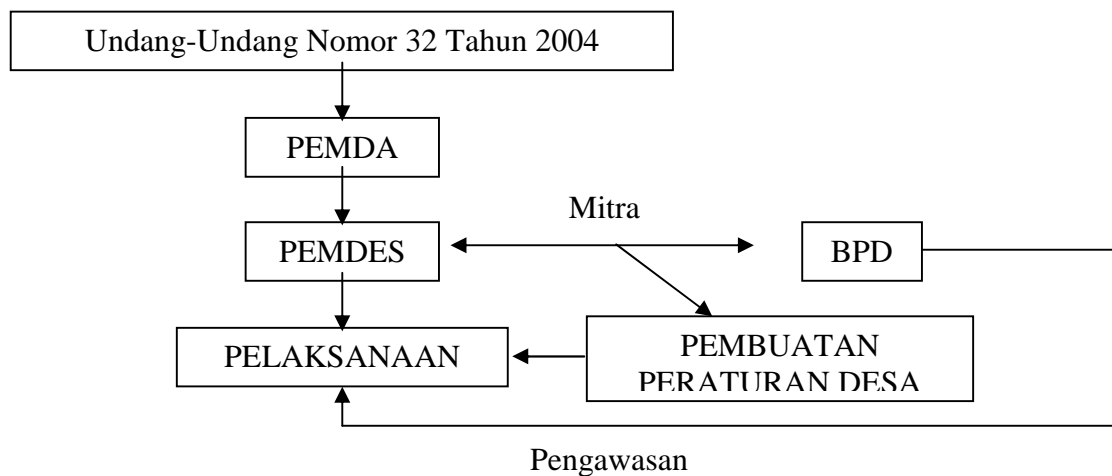 Undang-Undang Nomor 32 Tahun 2004
PEMDA
Mitra
PEMDES
BPD
PELAKSANAAN
PEMBUATAN
PERATURAN DESA
Pengawasan